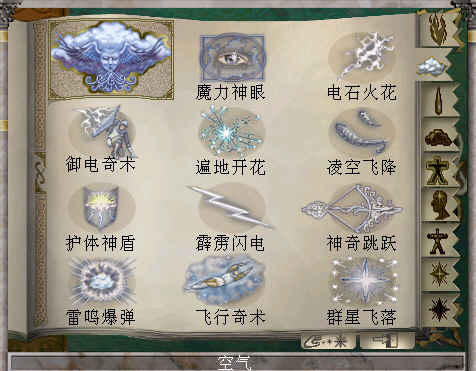 魔力神眼
电石火花
御电奇术
遍地开花
凌空飞降
护体神盾
霹雳闪电
神奇跳跃
雷鸣爆弹
飞行奇术
群星飞落
空气